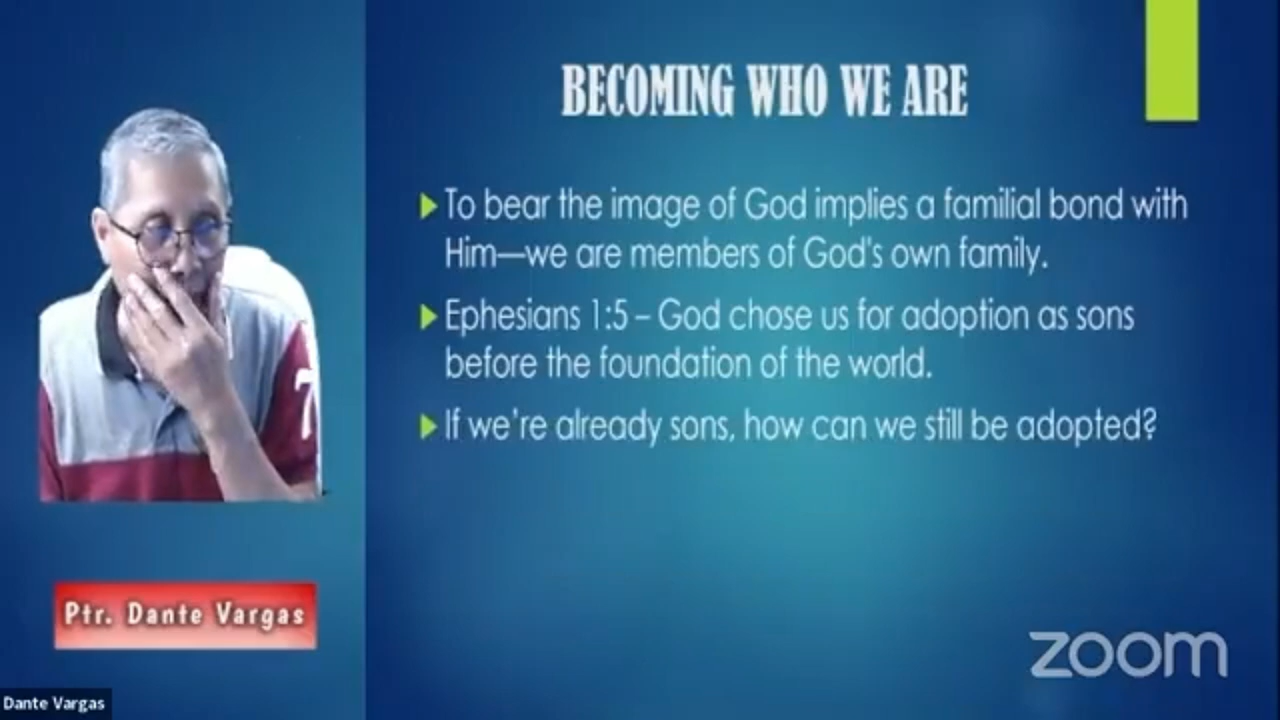 BECOMING WHO WE ARE
To bear the image of God implies a familial bond with
Him—we are members of God's own family.
Ephesians 1:5 – God chose us for adoption as sons
before the foundation of the world.
If we're already sons, how can we still be adopted?
7
Ptr. Dante Vargas
zoom
Dante Vargas